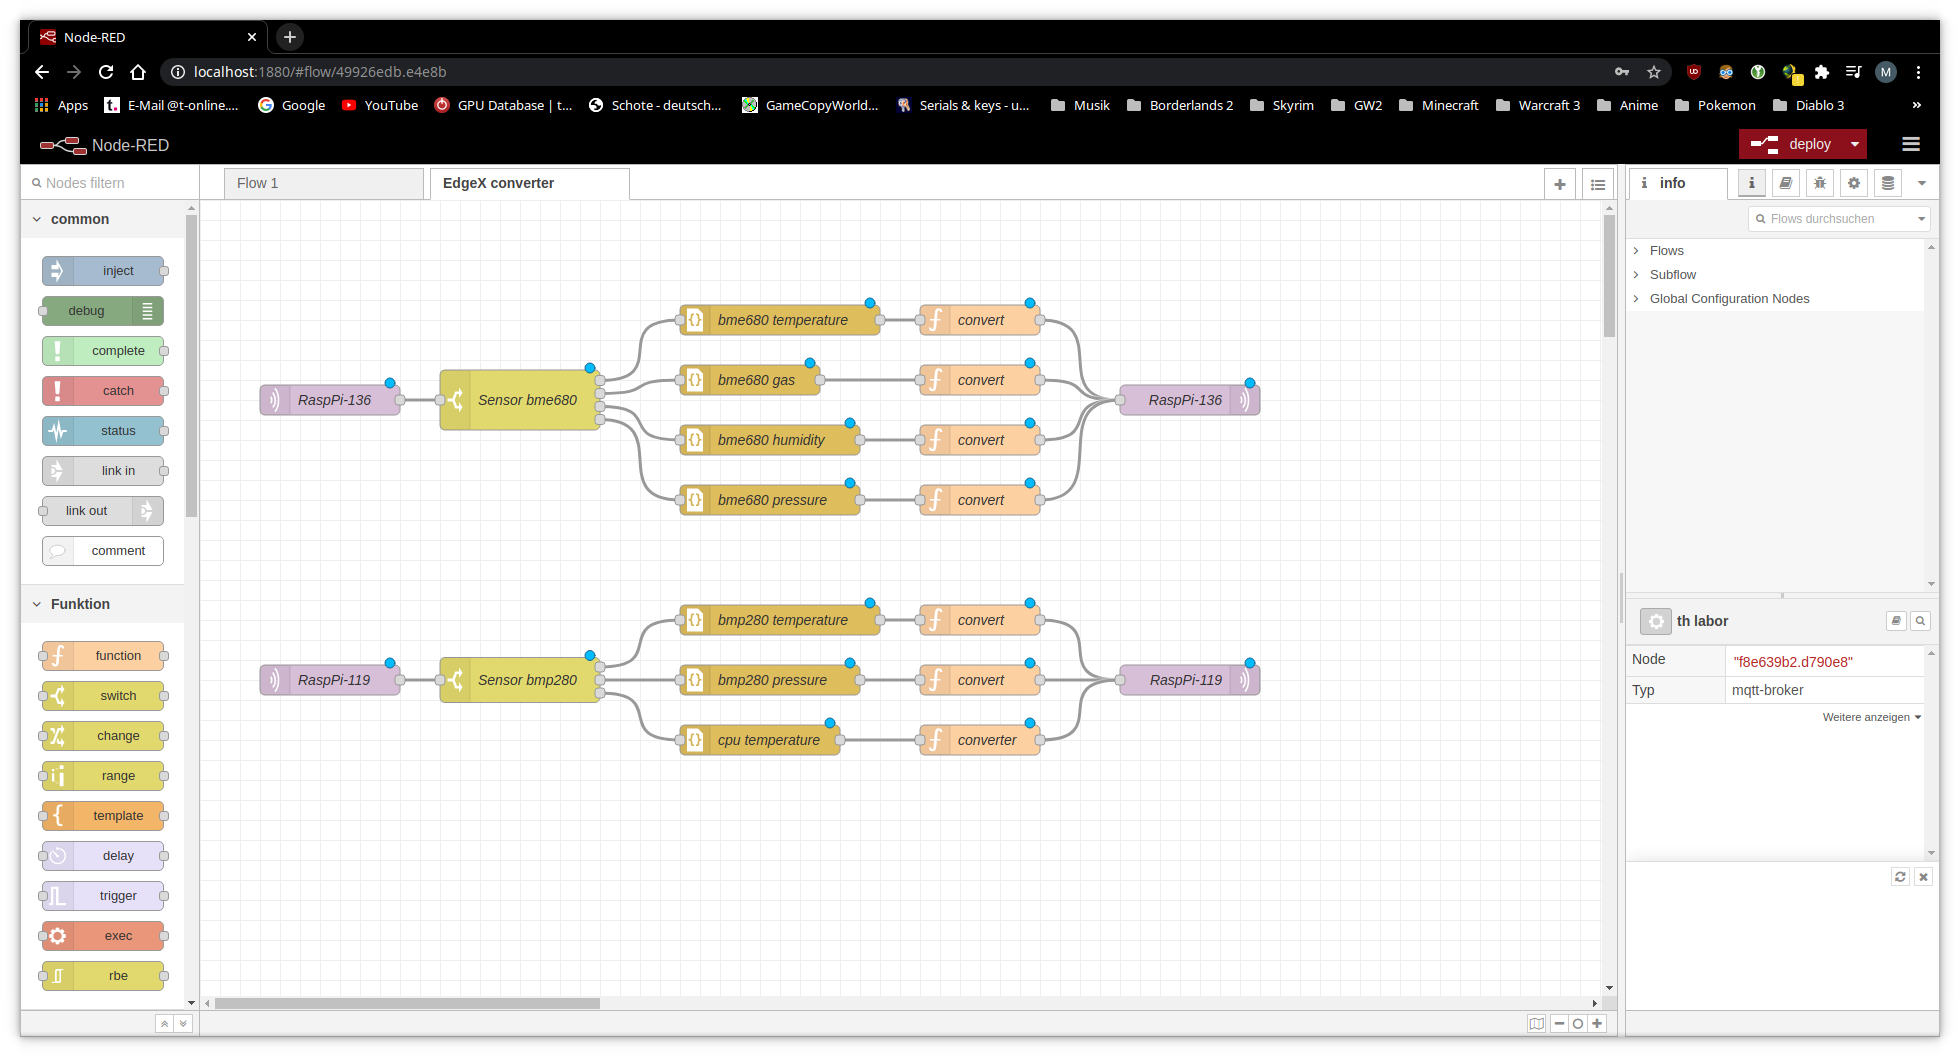 Node-RED
localhost:1880/#flow/49926edb.e4e8b
M
Apps
E-Mail @t-online....
Google
YouTube
GPU Database | t...
Schote - deutsch...
GameCopyWorld...
Serials & keys - u...
Musik
Borderlands 2
Skyrim
GW2
Minecraft
Warcraft 3
Anime
Pokemon
Diablo 3
»
Node-RED
deploy
Nodes filtern
Flow 1
EdgeX converter
info
common
inject
debug
complete
catch
status
link in
link out
comment
Funktion
function
switch
change
range
template
delay
trigger
exec
rbe
RaspPi-136
Sensor bme680
bme680 temperature
convert
bme680 gas
convert
bme680 humidity
convert
bme680 pressure
convert
RaspPi-136
RaspPi-119
Sensor bmp280
bmp280 temperature
convert
bmp280 pressure
convert
cpu temperature
converter
RaspPi-119
Flows durchsuchen
Flows
Subflow
Global Configuration Nodes
th labor
Node "f8e639b2.d790e8"
Typ mqtt-broker
Weitere anzeigen